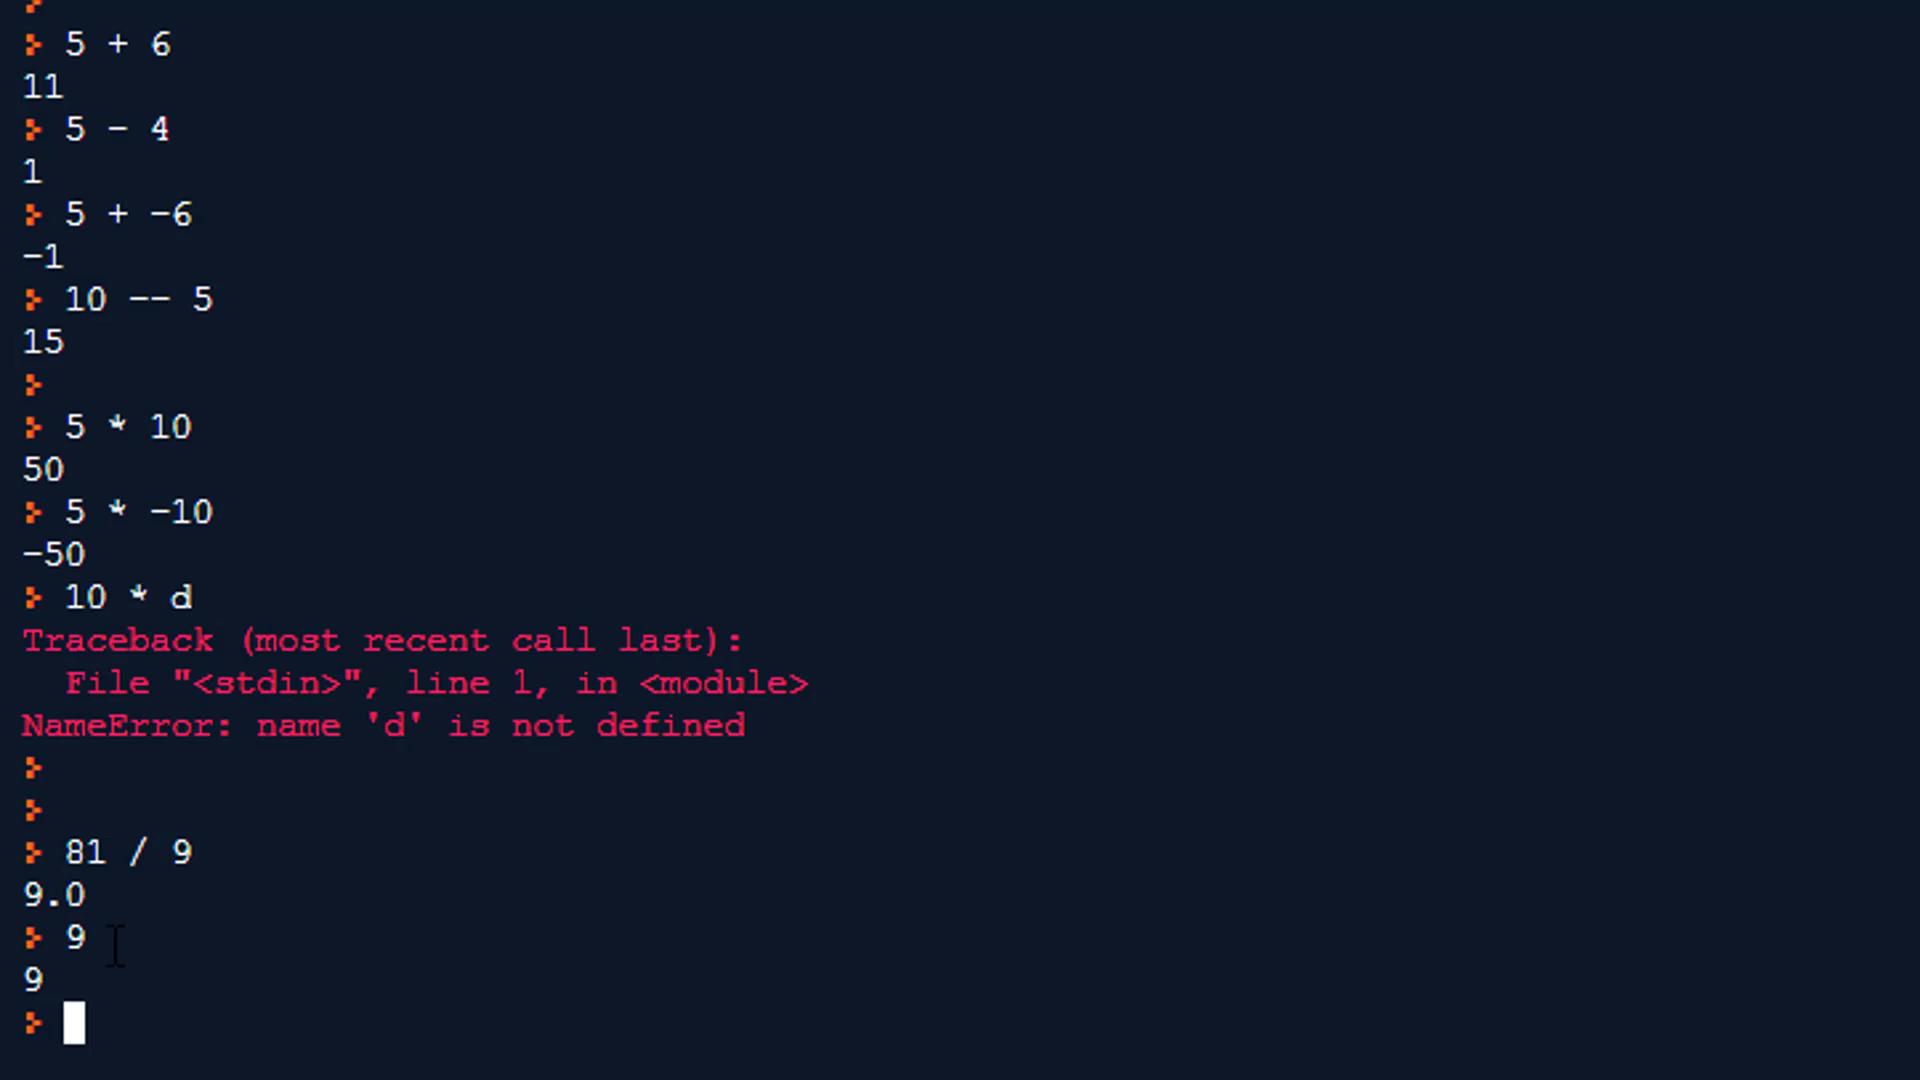 5 + 6
11
5 - 4
1
5 + -6
-1
10 -- 5
15
5 * 10
50
5 * -10
-50
10 * d
Traceback (most recent call last):
  File "<stdin>", line 1, in <module>
NameError: name 'd' is not defined
81 / 9
9.0
9
9